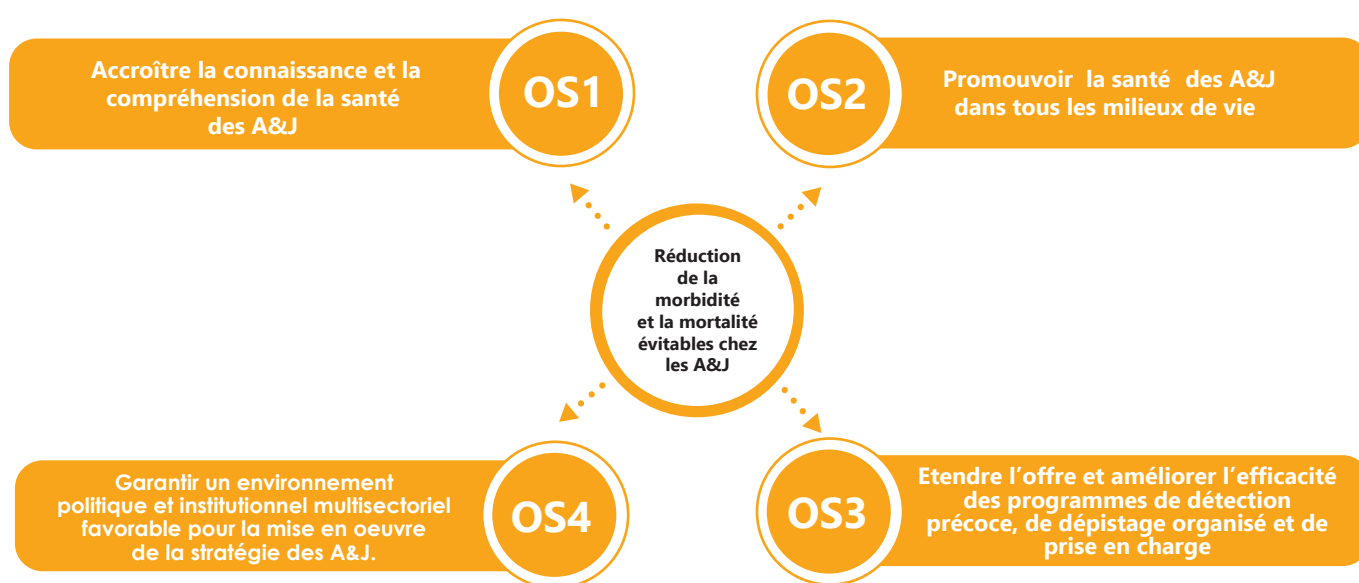 Accroître la connaissance et la
compréhension de la santé
des A&J
OS1
OS2
Promouvoir la santé des A&J
dans tous les milieux de vie
Réduction
de la
morbidité
et la mortalité
évitables chez
les A&J
Garantir un environnement
politique et institutionnel multisectoriel
favorable pour la mise en oeuvre
de la stratégie des A&J.
OS4
OS3
Etendre l'offre et améliorer l'efficacité
des programmes de détection
précoce, de dépistage organisé et de
prise en charge